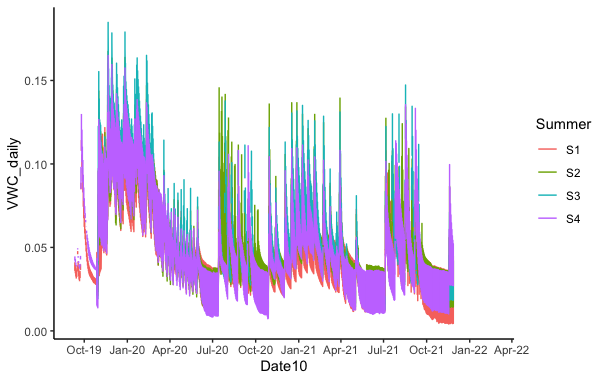 VWC_daily
0.15
0.10
0.05
0.00
Oct-19 Jan-20 Apr-20 Jul-20 Oct-20 Jan-21 Apr-21 Jul-21 Oct-21 Jan-22 Apr-22
Date10
Summer
S1
S2
S3
S4